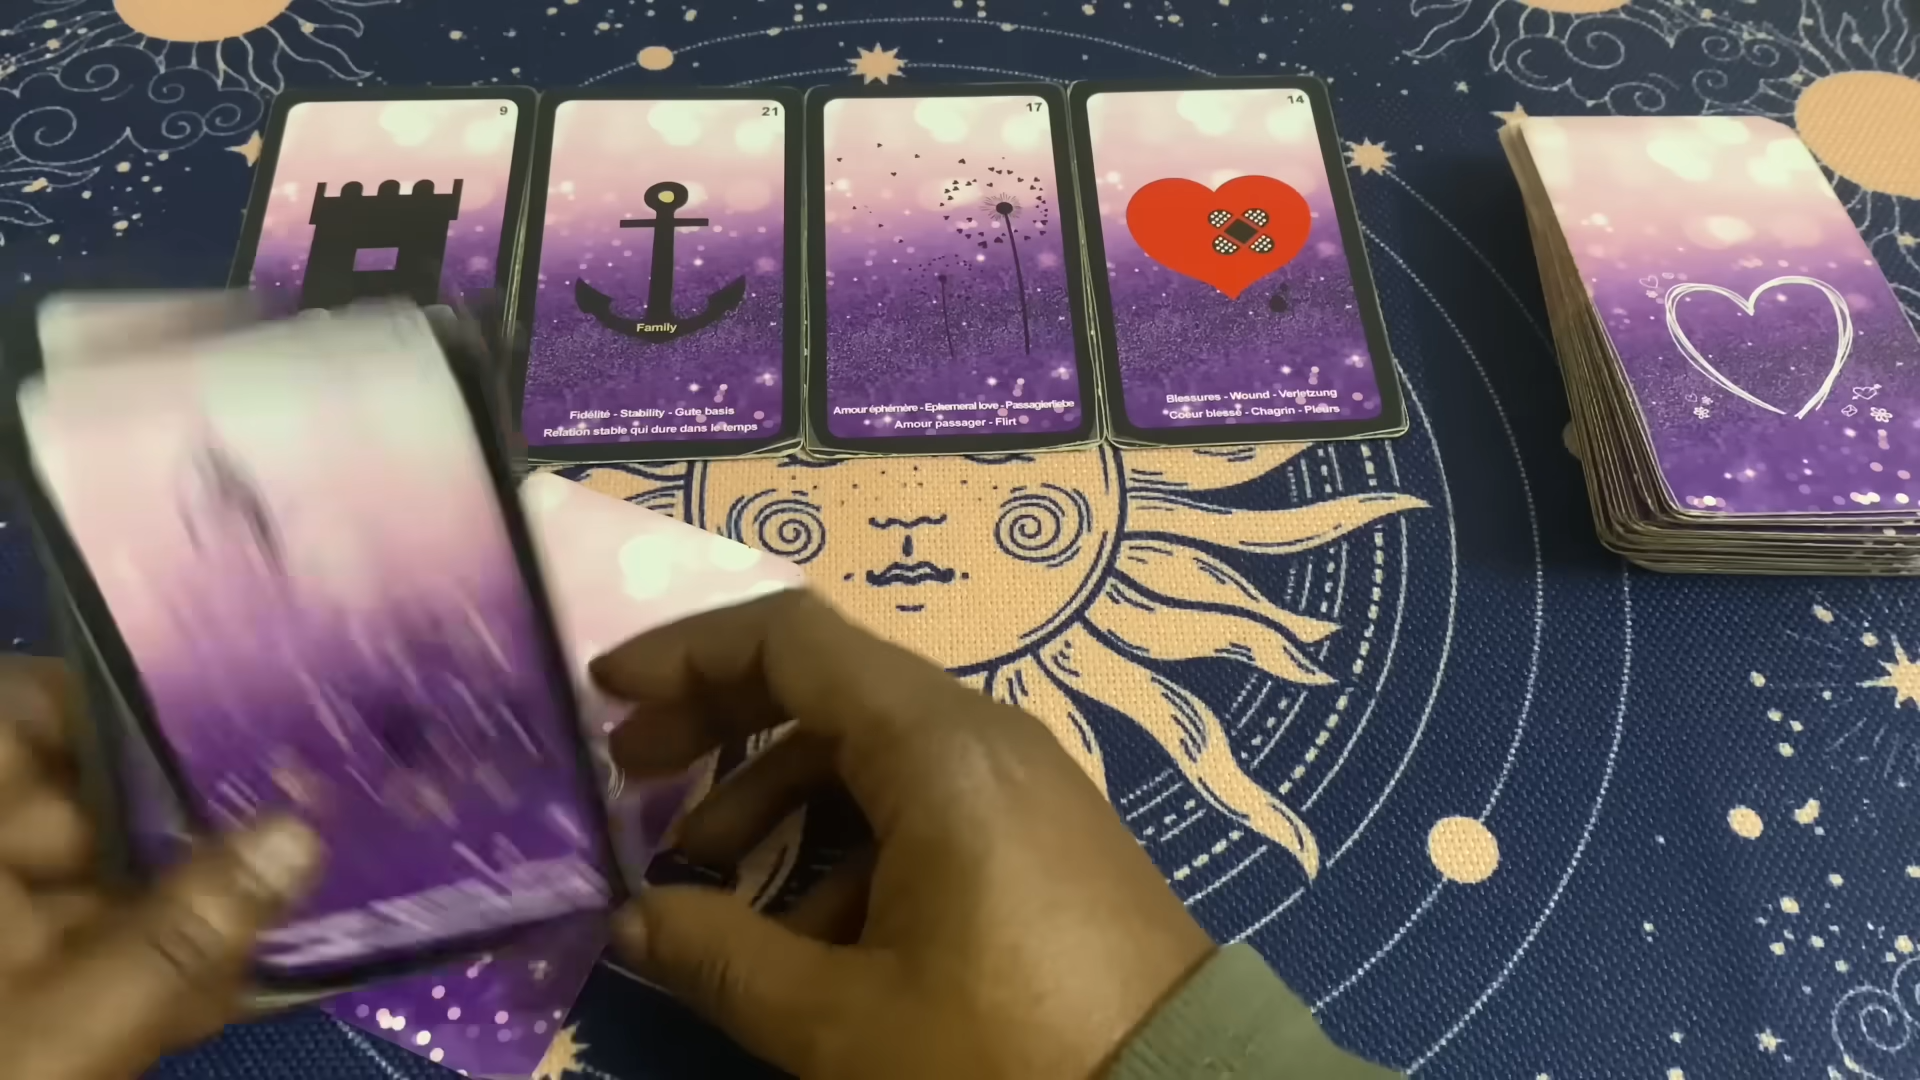 9
21
17
14
Family
Fidélité - Stability - Gute basis
Relation stable qui dure dans le temps
Amour éphémère - Ephemeral love - Passagierliebe
Amour passager - Flirt
Blessures - Wound - Verletzung
Coeur blessé - Chagrin - Pleurs